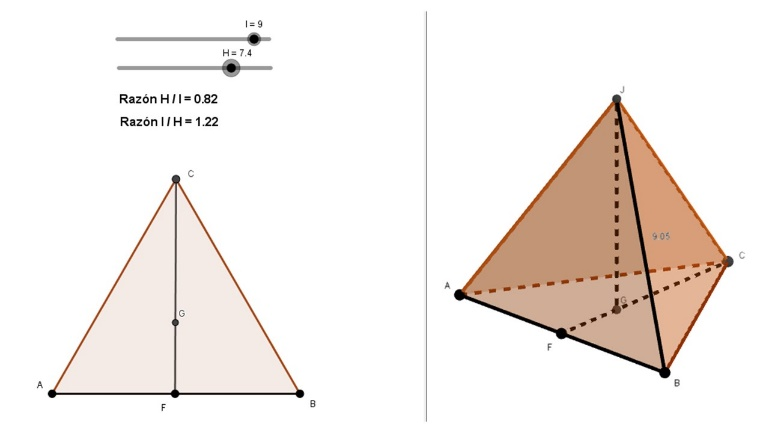 l = 9
H = 7.4
Razón H / l = 0.82
Razón l / H = 1.22
C
G
A
F
B
J
9.05
A
C
G
F
B